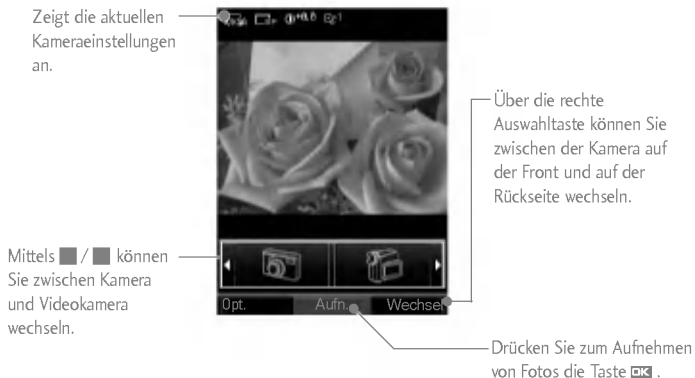 Zeigt die aktuellen
Kameraeinstellungen
an.
Über die rechte
Auswahltaste können Sie
zwischen der Kamera auf
der Front und auf der
Rückseite wechseln.
Mittels / können
Sie zwischen Kamera
und Videokamera
wechseln.
Opt. Aufn. Wechsel
Drücken Sie zum Aufnehmen
von Fotos die Taste OK .